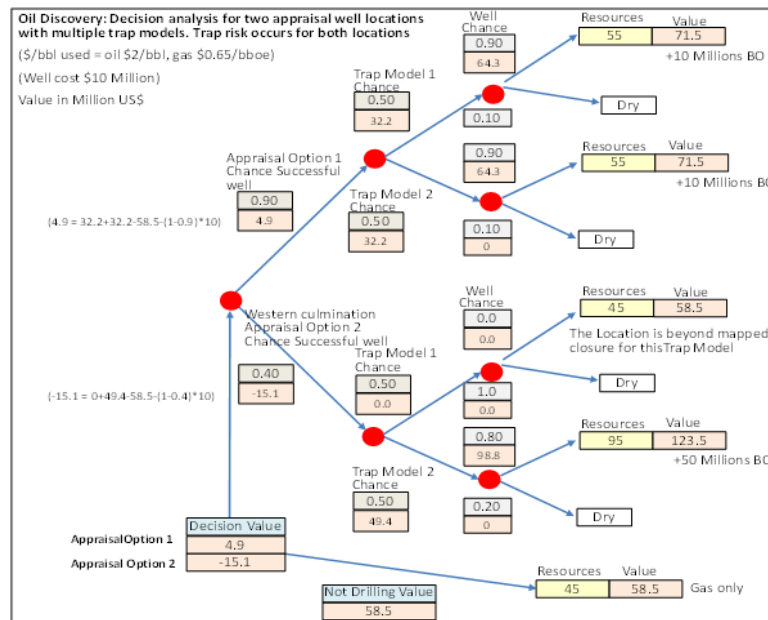 Oil Discovery: Decision analysis for two appraisal well locations
with multiple trap models. Trap risk occurs for both locations
($/bbl used = oil $2/bbl, gas $0.65/bboe)
(Well cost $10 Million)
Value in Million US$
Well
Chance
0.90
64.3
0.10
Resources Value
55 71.5
+10 Millions BO
Dry
Trap Model 1
Chance
0.50
32.2
0.90
64.3
0.10
0
Resources Value
55 71.5
+10 Millions BO
Dry
Appraisal Option 1
Chance Successful
well
0.90
4.9
Trap Model 2
Chance
0.50
32.2
(4.9 = 32.2+32.2-58.5-(1-0.9)*10)
Western culmination
Appraisal Option 2
Chance Successful well
0.40
-15.1
(-15.1 = 0+49.4-58.5-(1-0.4)*10)
Trap Model 1
Chance
0.50
0.0
Well
Chance
0.0
0.0
1.0
0.0
Resources Value
45 58.5
The Location is beyond mapped
closure for thisTrap Model
Dry
Trap Model 2
Chance
0.50
49.4
0.80
98.8
0.20
0
Resources Value
95 123.5
+50 Millions BO
Dry
Decision Value
AppraisalOption 1
4.9
Appraisal Option 2
-15.1
Not Drilling Value
58.5
Resources Value
45 58.5
Gas only